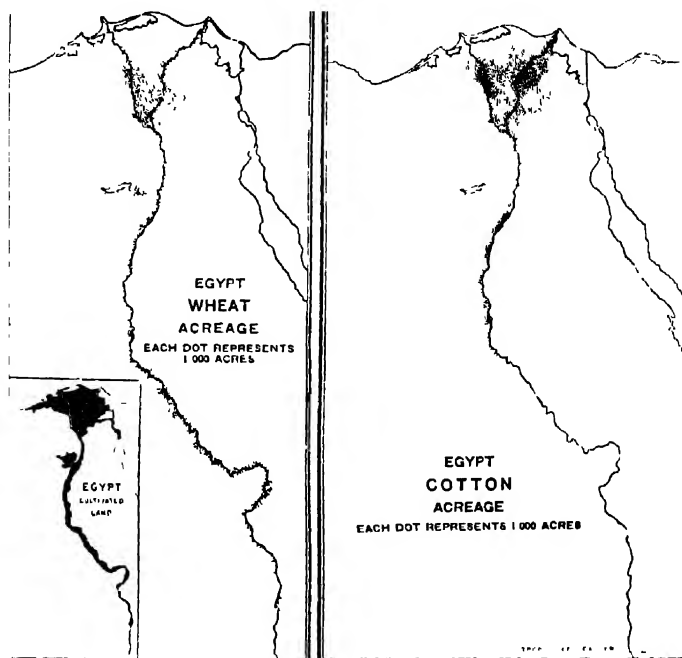 EGYPT
WHEAT
ACREAGE
EACH DOT REPRESENTS
1 000 ACRES
EGYPT
CULTIVATED
LAND
EGYPT
COTTON
ACREAGE
EACH DOT REPRESENTS 1 000 ACRES